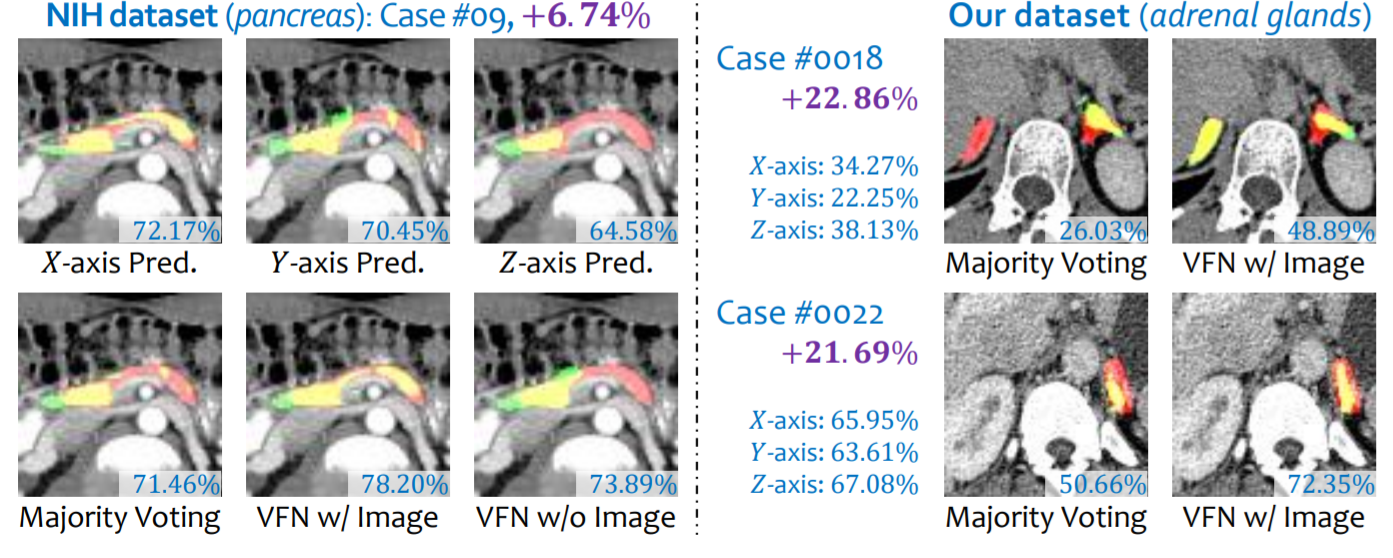 NIH dataset (pancreas): Case #09, +6.74%
72.17%
70.45%
64.58%
X-axis Pred.
Y-axis Pred.
Z-axis Pred.
71.46%
78.20%
73.89%
Majority Voting
VFN w/ Image
VFN w/o Image
Our dataset (adrenal glands)
Case #0018
+22.86%
X-axis: 34.27%
Y-axis: 22.25%
Z-axis: 38.13%
26.03%
48.89%
Majority Voting
VFN w/ Image
Case #0022
+21.69%
X-axis: 65.95%
Y-axis: 63.61%
Z-axis: 67.08%
50.66%
72.35%
Majority Voting
VFN w/ Image